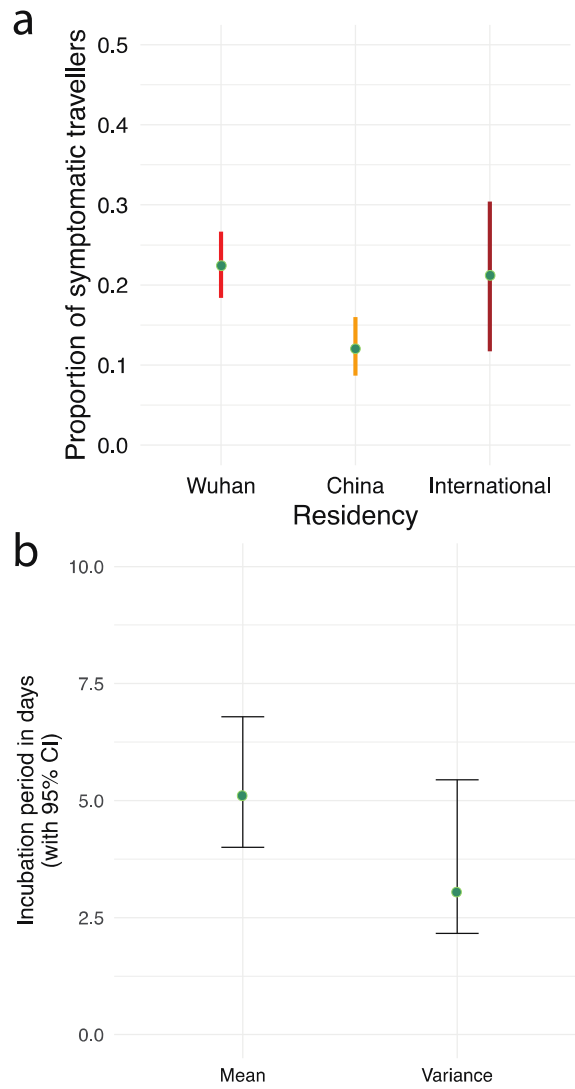 a
Proportion of symptomatic travellers
0.5
0.4
0.3
0.2
0.1
0.0
Wuhan China International
Residency
b
Incubation period in days
(with 95% CI)
10.0
7.5
5.0
2.5
0.0
Mean Variance